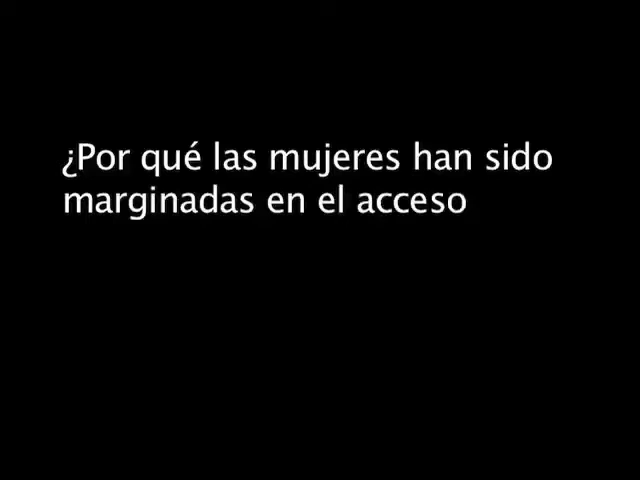 ¿Por qué las mujeres han sido
marginadas en el acceso